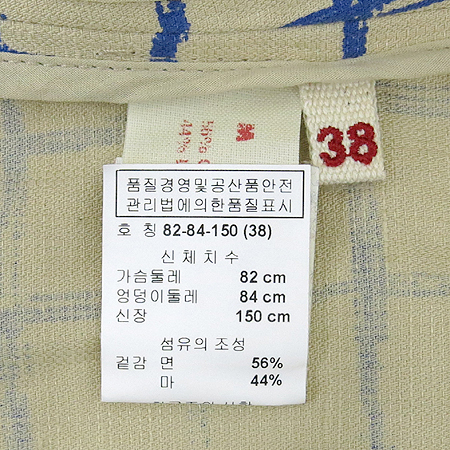 38
56%
44%
품질경영및공산품안전
관리법에의한품질표시
호 칭 82-84-150 (38)
신 체 치 수
가슴둘레 82 cm
엉덩이둘레 84 cm
신장 150 cm
섬유의 조성
겉감 면 56%
마 44%